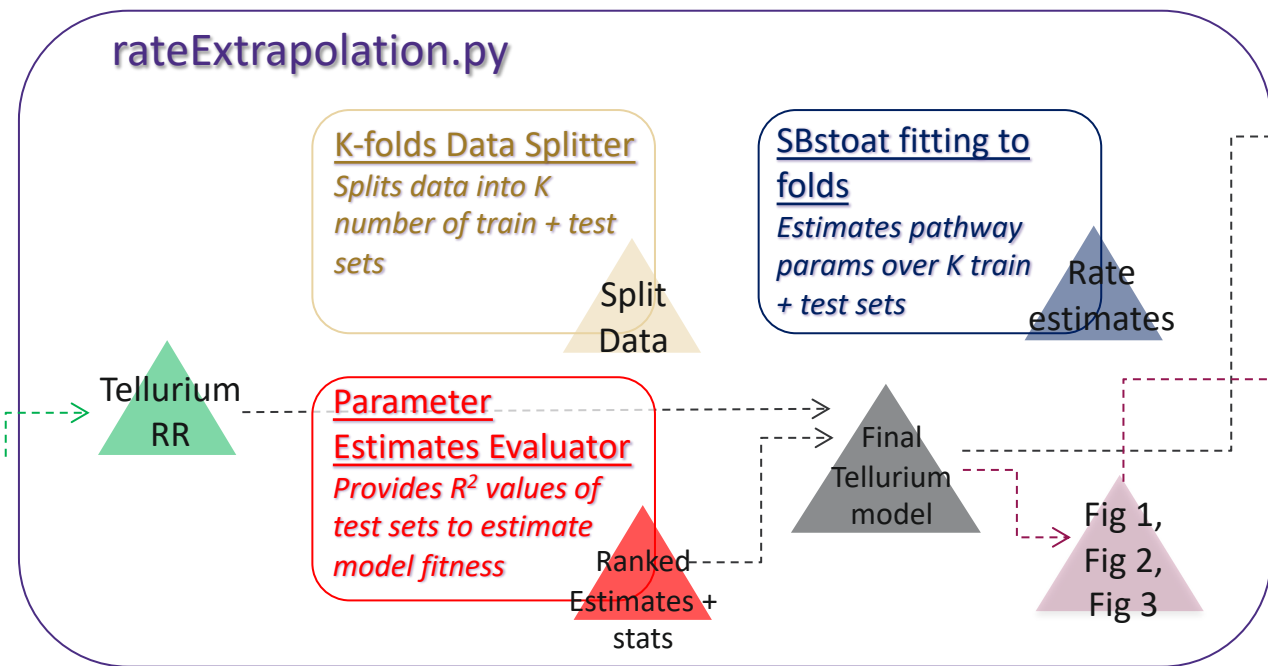 rateExtrapolation.py
K-folds Data Splitter
Splits data into K
number of train + test
sets
Split
Data
SBstoat fitting to
folds
Estimates pathway
params over K train
+ test sets
Rate
estimates
Tellurium
RR
Parameter
Estimates Evaluator
Provides R² values of
test sets to estimate
model fitness
Ranked
Estimates +
stats
Final
Tellurium
model
Fig 1,
Fig 2,
Fig 3